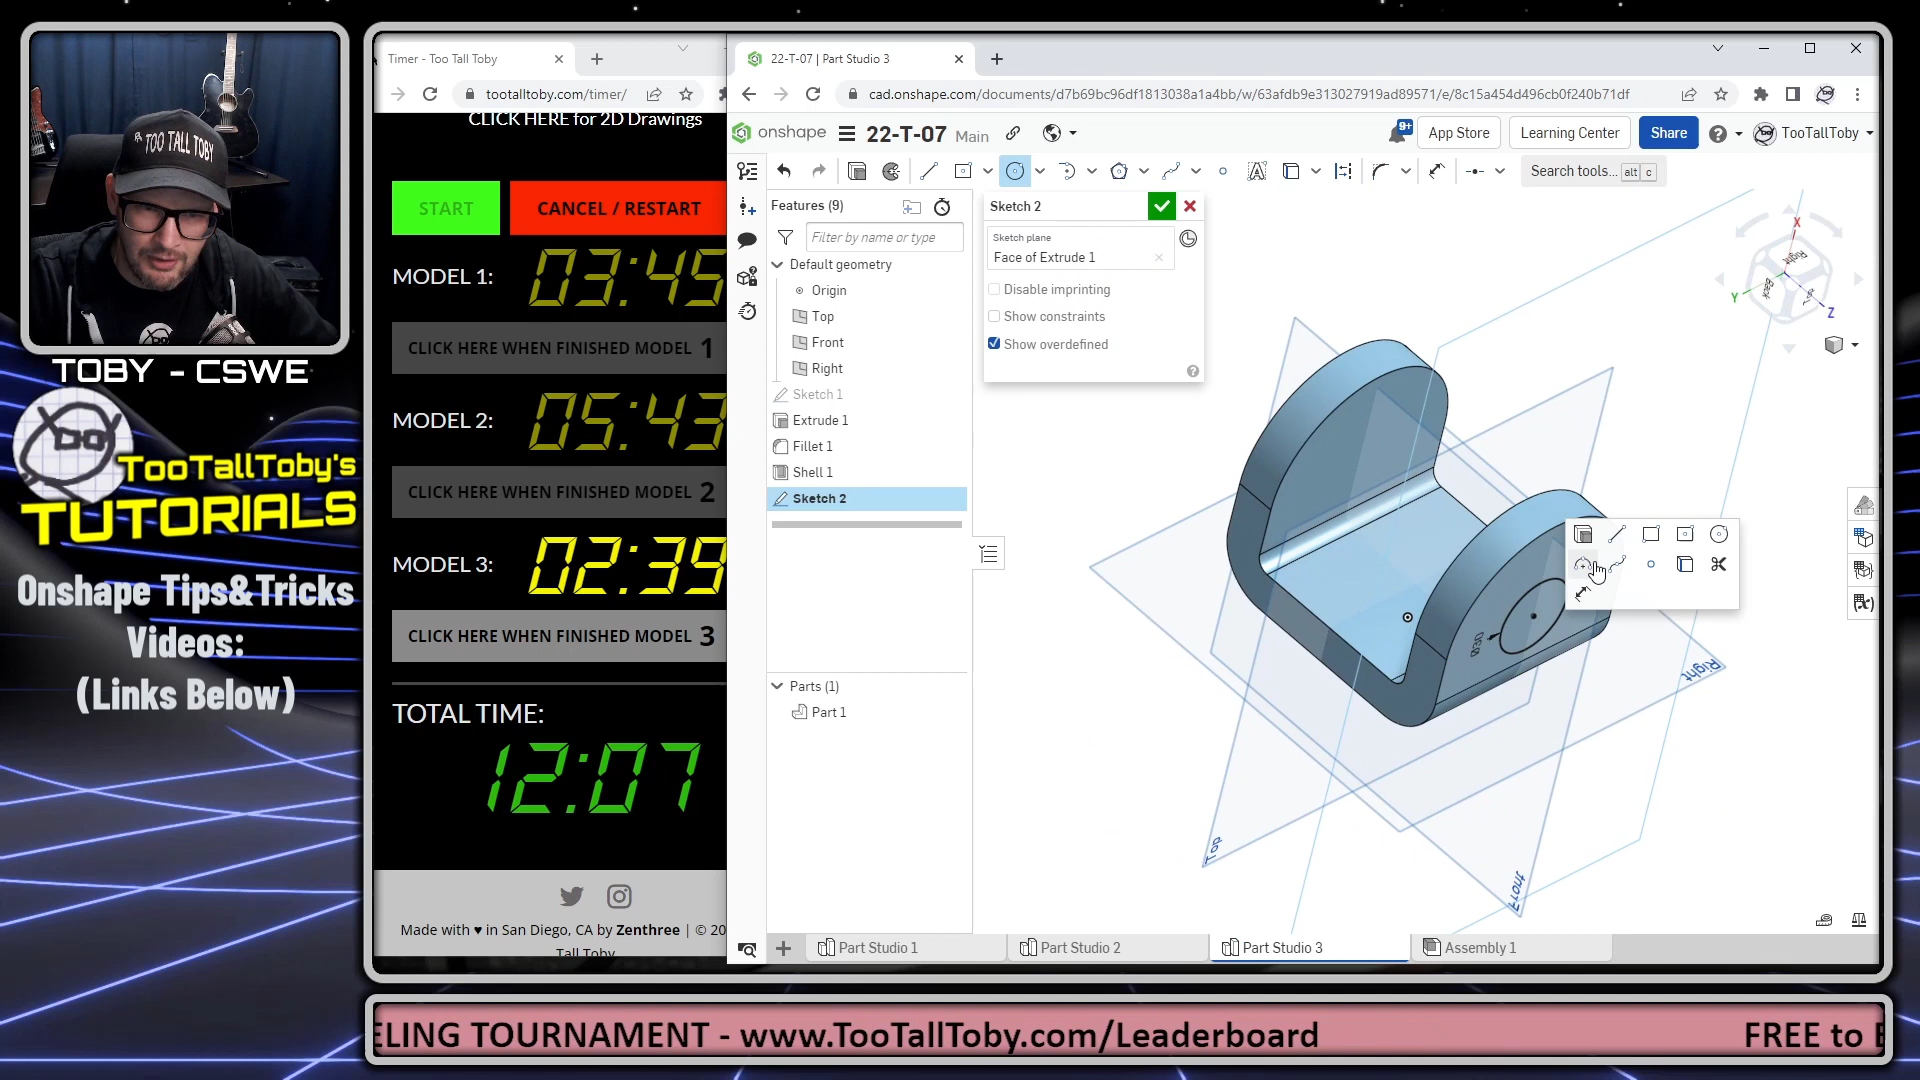 TOO TALL TOBY
TOBY - CSWE
TooTallToby's
TUTORIALS
Onshape Tips&Tricks
Videos:
(Links Below)
Timer - Too Tall Toby
tootalltoby.com/timer/
CLICK HERE for 2D Drawings
START
CANCEL / RESTART
MODEL 1:
03:45
CLICK HERE WHEN FINISHED MODEL 1
MODEL 2:
05:43
CLICK HERE WHEN FINISHED MODEL 2
MODEL 3:
02:39
CLICK HERE WHEN FINISHED MODEL 3
TOTAL TIME:
12:07
Made with ♥ in San Diego, CA by Zenthree | © 20
Tall Toby
22-T-07 | Part Studio 3
cad.onshape.com/documents/d7b69bc96df1813038a1a4bb/w/63afdb9e313027919ad89571/e/8c15a454d496cb0f240b71df
onshape
22-T-07 Main
9+
App Store
Learning Center
Share
TooTallToby
Search tools... alt c
Features (9)
Filter by name or type
Default geometry
Origin
Top
Front
Right
Sketch 1
Extrude 1
Fillet 1
Shell 1
Sketch 2
Parts (1)
Part 1
Sketch 2
Sketch plane
Face of Extrude 1
Disable imprinting
Show constraints
Show overdefined
X
Right
Back
Y
Z
Ø30
Right
Top
Front
Part Studio 1
Part Studio 2
Part Studio 3
Assembly 1
ELING TOURNAMENT - www.TooTallToby.com/Leaderboard
FREE to